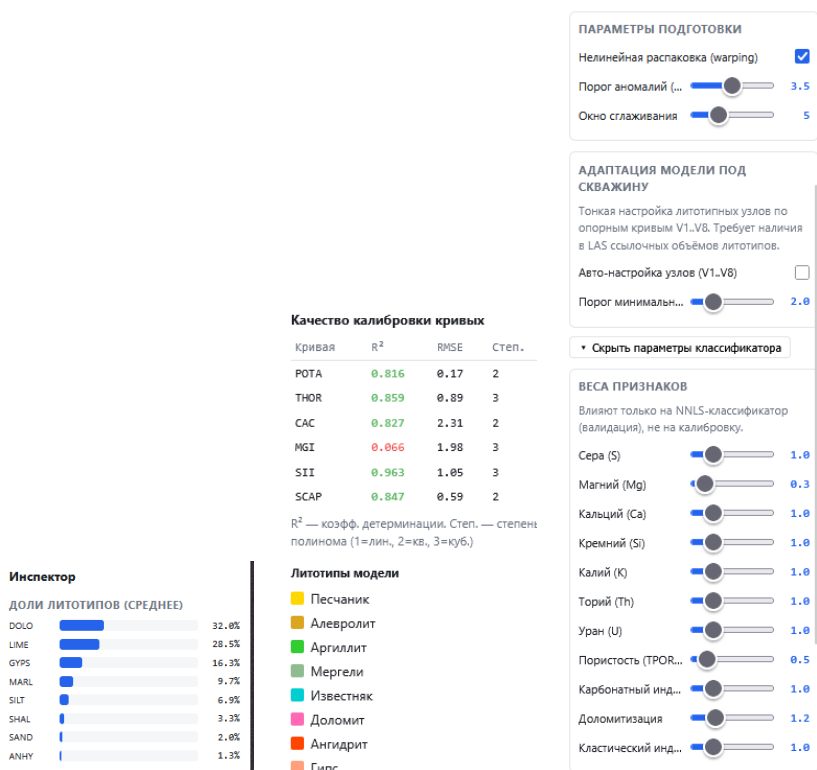 ПАРАМЕТРЫ ПОДГОТОВКИ
Нелинейная распаковка (warping)
Порог аномалий (... 3.5
Окно сглаживания 5
АДАПТАЦИЯ МОДЕЛИ ПОД
СКВАЖИНУ
Тонкая настройка литотипных узлов по
опорным кривым V1..V8. Требует наличия
в LAS ссылочных объёмов литотипов.
Авто-настройка узлов (V1..V8)
Порог минимальн... 2.0
▾ Скрыть параметры классификатора
ВЕСА ПРИЗНАКОВ
Влияют только на NNLS-классификатор
(валидация), не на калибровку.
Сера (S) 1.0
Магний (Mg) 0.3
Кальций (Ca) 1.0
Кремний (Si) 1.0
Калий (K) 1.0
Торий (Th) 1.0
Уран (U) 1.0
Пористость (TPOR... 0.5
Карбонатный инд... 1.0
Доломитизация 1.2
Кластический инд... 1.0
Качество калибровки кривых
Кривая R² RMSE Степ.
POTA 0.816 0.17 2
THOR 0.859 0.89 3
CAC 0.827 2.31 2
MGI 0.066 1.98 3
SII 0.963 1.05 3
SCAP 0.847 0.59 2
R² — коэфф. детерминации. Степ. — степень
полинома (1=лин., 2=кв., 3=куб.)
Литотипы модели
Песчаник
Алевролит
Аргиллит
Мергели
Известняк
Доломит
Ангидрит
Гипс
Инспектор
ДОЛИ ЛИТОТИПОВ (СРЕДНЕЕ)
DOLO 32.0%
LIME 28.5%
GYPS 16.3%
MARL 9.7%
SILT 6.9%
SHAL 3.3%
SAND 2.0%
ANHY 1.3%